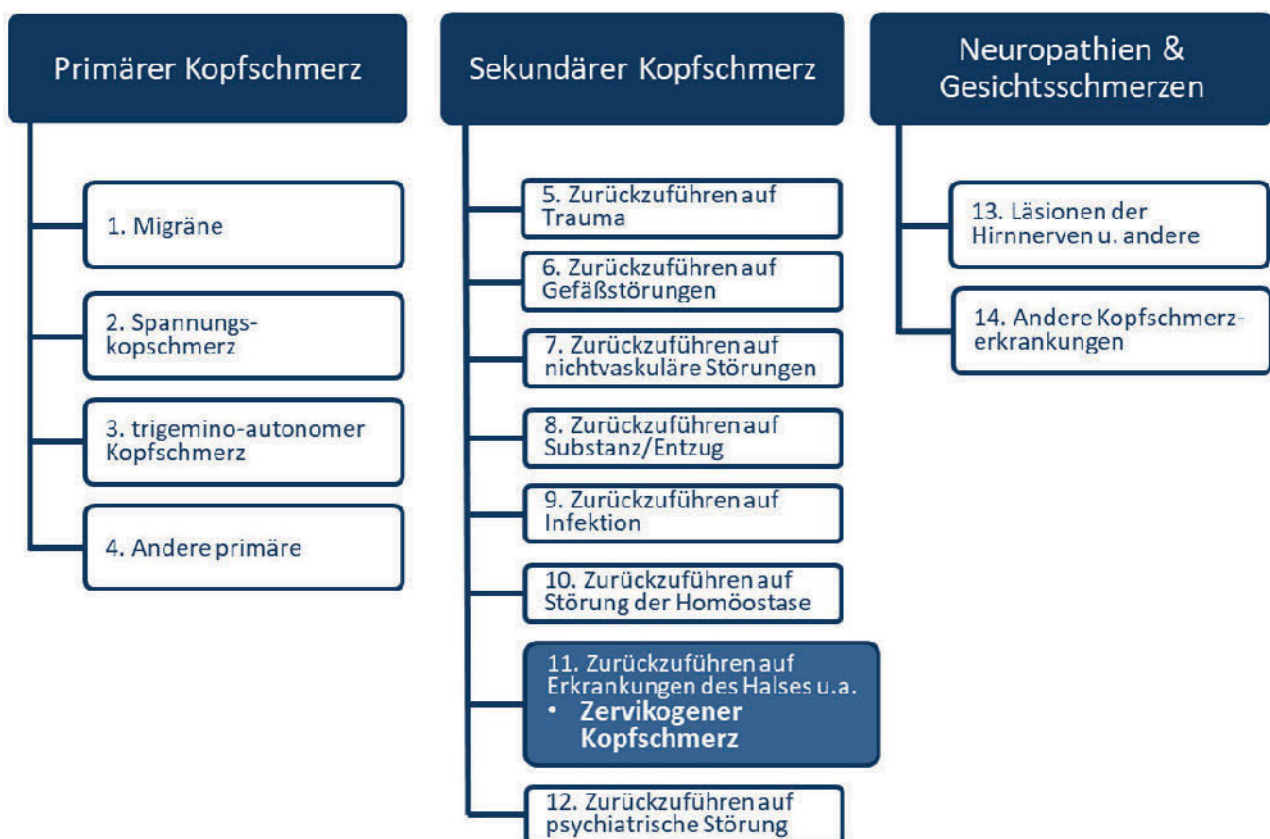 Primärer Kopfschmerz
1. Migräne
2. Spannungs-
kopschmerz
3. trigemino-autonomer
Kopfschmerz
4. Andere primäre
Sekundärer Kopfschmerz
5. Zurückzuführen auf
Trauma
6. Zurückzuführen auf
Gefäßstörungen
7. Zurückzuführen auf
nichtvaskuläre Störungen
8. Zurückzuführen auf
Substanz/Entzug
9. Zurückzuführen auf
Infektion
10. Zurückzuführen auf
Störung der Homöostase
11. Zurückzuführen auf
Erkrankungen des Halses u.a.
• Zervikogener
Kopfschmerz
12. Zurückzuführen auf
psychiatrische Störung
Neuropathien &
Gesichtsschmerzen
13. Läsionen der
Hirnnerven u. andere
14. Andere Kopfschmerz-
erkrankungen